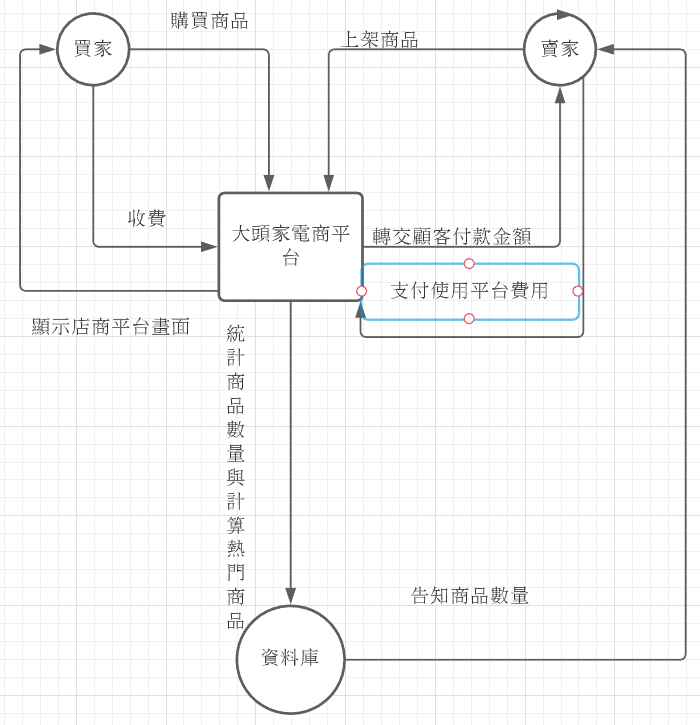 購買商品
上架商品
買家
賣家
收費
大頭家電商平
台
轉交顧客付款金額
支付使用平台費用
顯示店商平台畫面
統
計
商
品
數
量
與
計
算
熱
門
商
品
告知商品數量
資料庫